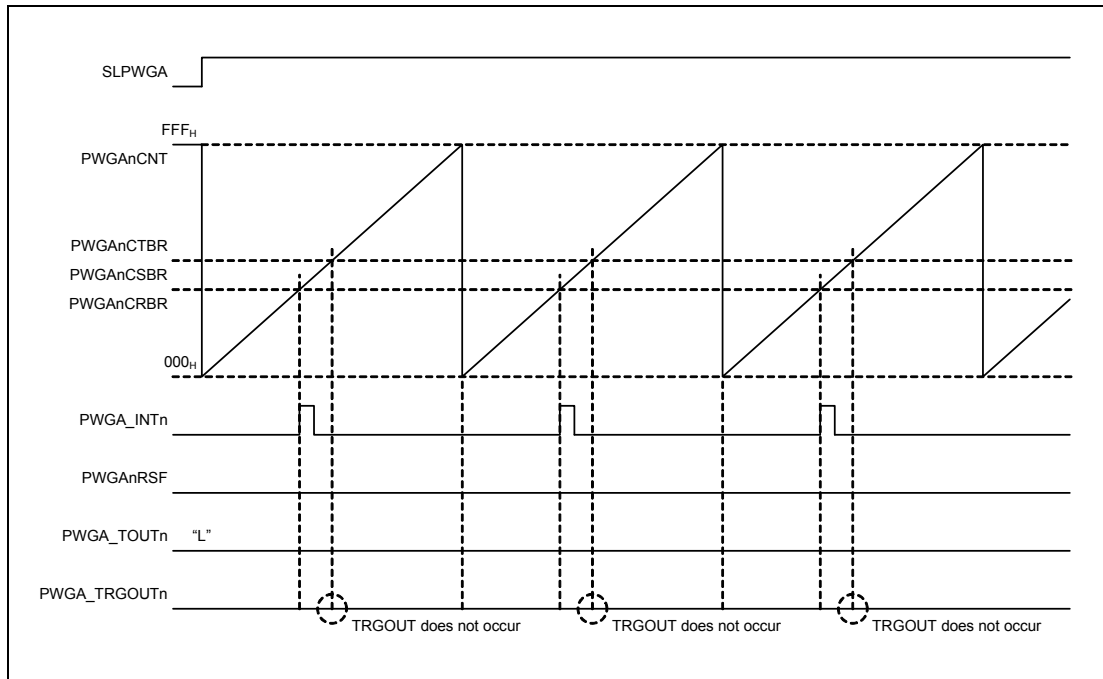 SLPWGA
FFFH
PWGAnCNT
PWGAnCTBR
PWGAnCSBR
PWGAnCRBR
000H
PWGA_INTn
PWGAnRSF
PWGA_TOUTn “L”
PWGA_TRGOUTn
TRGOUT does not occur TRGOUT does not occur TRGOUT does not occur